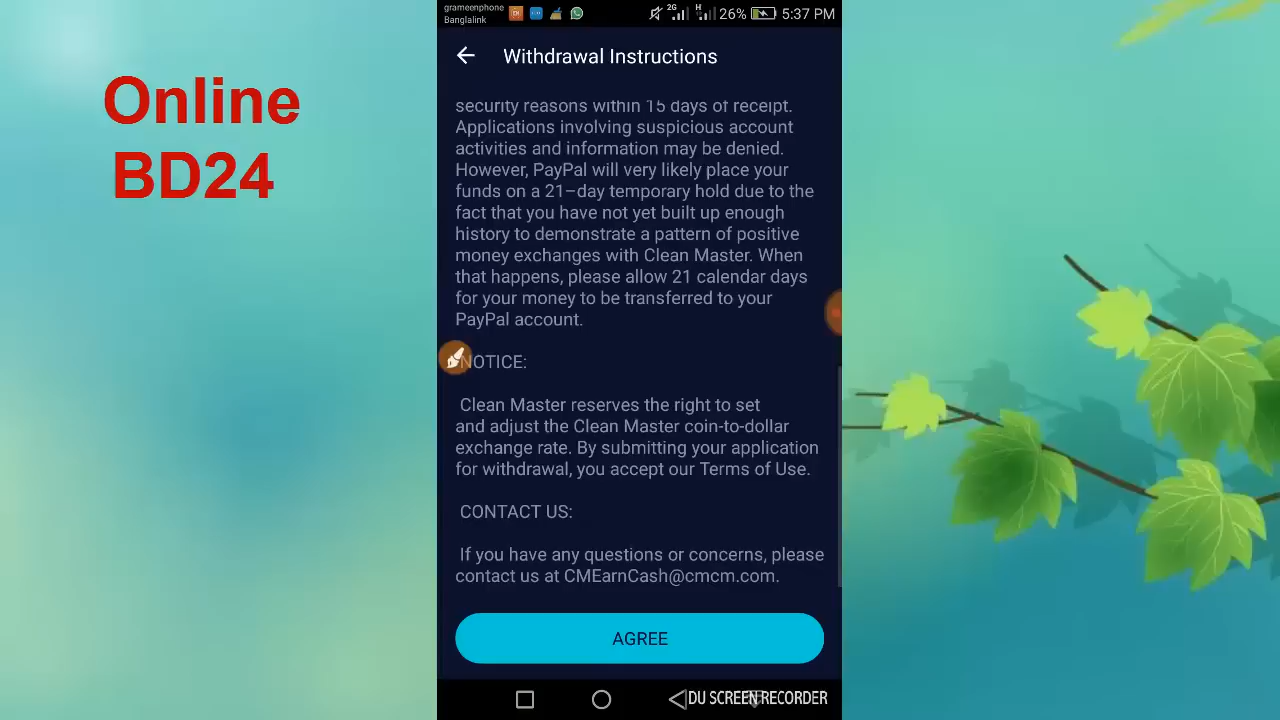 Online
BD24
grameenphone
Banglalink
2G
H
26%
5:37 PM
Withdrawal Instructions
security reasons within 15 days of receipt.
Applications involving suspicious account
activities and information may be denied.
However, PayPal will very likely place your
funds on a 21–day temporary hold due to the
fact that you have not yet built up enough
history to demonstrate a pattern of positive
money exchanges with Clean Master. When
that happens, please allow 21 calendar days
for your money to be transferred to your
PayPal account.
NOTICE:
Clean Master reserves the right to set
and adjust the Clean Master coin-to-dollar
exchange rate. By submitting your application
for withdrawal, you accept our Terms of Use.
CONTACT US:
If you have any questions or concerns, please
contact us at CMEarnCash@cmcm.com.
AGREE
DU SCREEN RECORDER